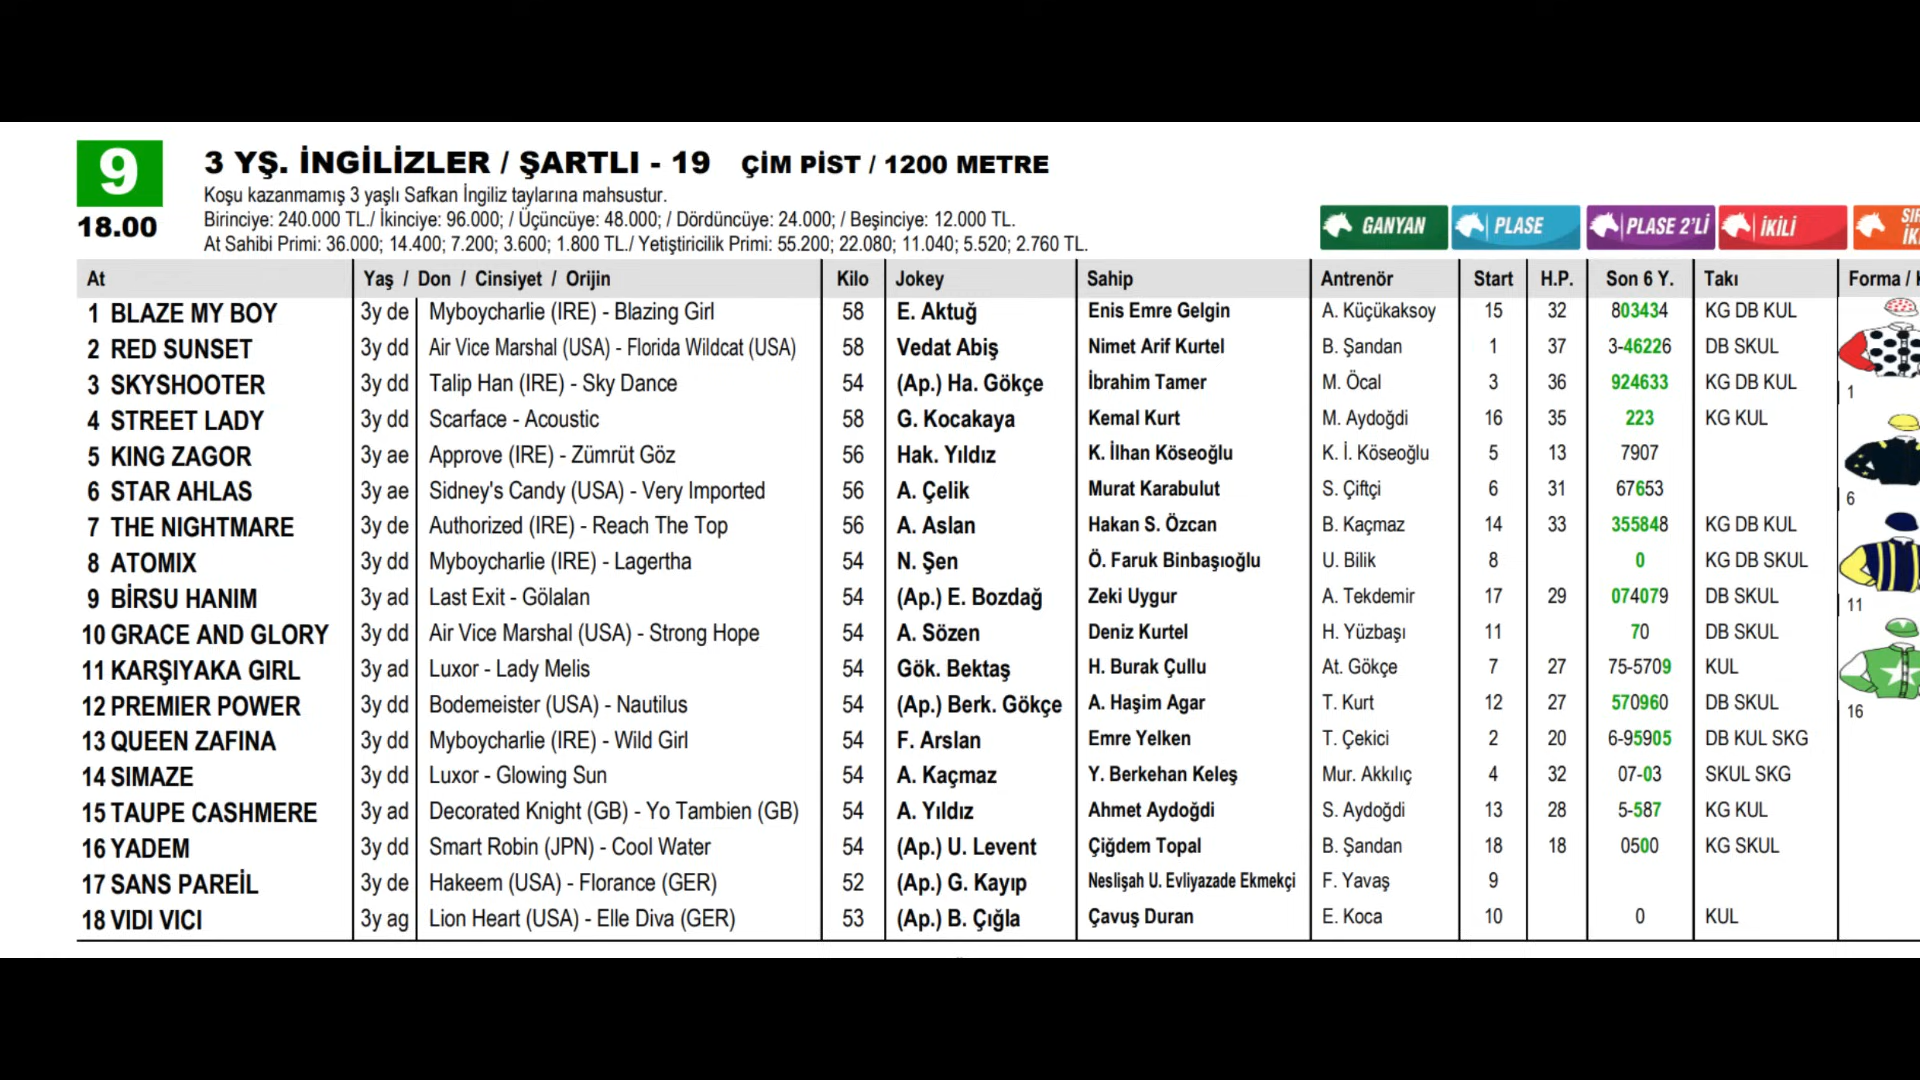 9 3 YŞ. İNGİLİZLER / ŞARTLI - 19 ÇİM PİST / 1200 METRE
18.00 Koşu kazanmamış 3 yaşlı Safkan İngiliz taylarına mahsustur.
Birinciye: 240.000 TL./ İkinciye: 96.000; / Üçüncüye: 48.000; / Dördüncüye: 24.000; / Beşinciye: 12.000 TL.
At Sahibi Primi: 36.000; 14.400; 7.200; 3.600; 1.800 TL./ Yetiştiricilik Primi: 55.200; 22.080; 11.040; 5.520; 2.760 TL.
GANYAN PLASE PLASE 2'Lİ İKİLİ
At Yaş / Don / Cinsiyet / Orijin Kilo Jokey Sahip Antrenör Start H.P. Son 6 Y. Takı Forma /
1 BLAZE MY BOY 3y de Myboycharlie (IRE) - Blazing Girl 58 E. Aktuğ Enis Emre Gelgin A. Küçükaksoy 15 32 803434 KG DB KUL
2 RED SUNSET 3y dd Air Vice Marshal (USA) - Florida Wildcat (USA) 58 Vedat Abiş Nimet Arif Kurtel B. Şandan 1 37 3-46226 DB SKUL
3 SKYSHOOTER 3y dd Talip Han (IRE) - Sky Dance 54 (Ap.) Ha. Gökçe İbrahim Tamer M. Öcal 3 36 924633 KG DB KUL 1
4 STREET LADY 3y dd Scarface - Acoustic 58 G. Kocakaya Kemal Kurt M. Aydoğdi 16 35 223 KG KUL
5 KING ZAGOR 3y ae Approve (IRE) - Zümrüt Göz 56 Hak. Yıldız K. İlhan Köseoğlu K. İ. Köseoğlu 5 13 7907
6 STAR AHLAS 3y ae Sidney's Candy (USA) - Very Imported 56 A. Çelik Murat Karabulut S. Çiftçi 6 31 67653 6
7 THE NIGHTMARE 3y de Authorized (IRE) - Reach The Top 56 A. Aslan Hakan S. Özcan B. Kaçmaz 14 33 355848 KG DB KUL
8 ATOMIX 3y dd Myboycharlie (IRE) - Lagertha 54 N. Şen Ö. Faruk Binbaşıoğlu U. Bilik 8 0 KG DB SKUL
9 BİRSU HANIM 3y ad Last Exit - Gölalan 54 (Ap.) E. Bozdağ Zeki Uygur A. Tekdemir 17 29 074079 DB SKUL 11
10 GRACE AND GLORY 3y dd Air Vice Marshal (USA) - Strong Hope 54 A. Sözen Deniz Kurtel H. Yüzbaşı 11 70 DB SKUL
11 KARŞIYAKA GIRL 3y ad Luxor - Lady Melis 54 Gök. Bektaş H. Burak Çullu At. Gökçe 7 27 75-5709 KUL
12 PREMIER POWER 3y dd Bodemeister (USA) - Nautilus 54 (Ap.) Berk. Gökçe A. Haşim Agar T. Kurt 12 27 570960 DB SKUL 16
13 QUEEN ZAFINA 3y dd Myboycharlie (IRE) - Wild Girl 54 F. Arslan Emre Yelken T. Çekici 2 20 6-95905 DB KUL SKG
14 SIMAZE 3y dd Luxor - Glowing Sun 54 A. Kaçmaz Y. Berkehan Keleş Mur. Akkılıç 4 32 07-03 SKUL SKG
15 TAUPE CASHMERE 3y ad Decorated Knight (GB) - Yo Tambien (GB) 54 A. Yıldız Ahmet Aydoğdi S. Aydoğdi 13 28 5-587 KG KUL
16 YADEM 3y dd Smart Robin (JPN) - Cool Water 54 (Ap.) U. Levent Çiğdem Topal B. Şandan 18 18 0500 KG SKUL
17 SANS PAREİL 3y de Hakeem (USA) - Florance (GER) 52 (Ap.) G. Kayıp Neslişah U. Evliyazade Ekmekçi F. Yavaş 9
18 VIDI VICI 3y ag Lion Heart (USA) - Elle Diva (GER) 53 (Ap.) B. Çığla Çavuş Duran E. Koca 10 0 KUL